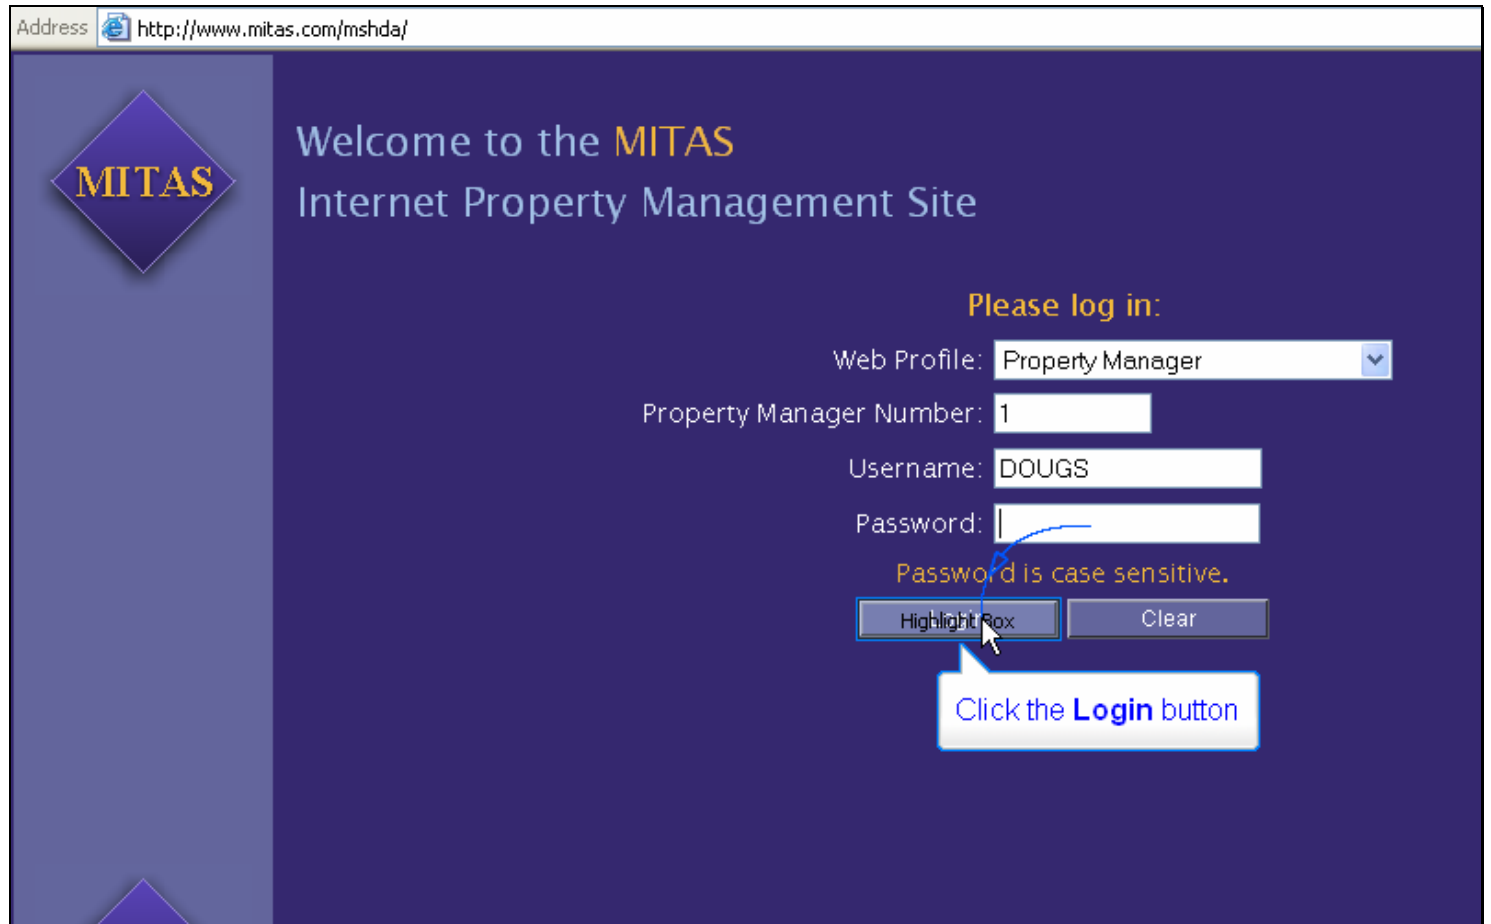 Address http://www.mitas.com/mshda/
MITAS
Welcome to the MITAS
Internet Property Management Site
Please log in:
Web Profile: Property Manager
Property Manager Number: 1
Username: DOUGS
Password:
Password is case sensitive.
Login Highlight Box Clear
Click the Login button